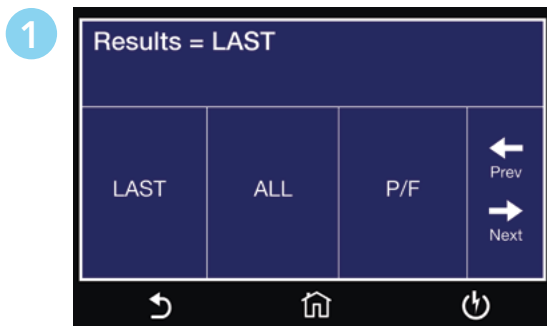 1
Results = LAST
LAST ALL P/F
Prev
Next